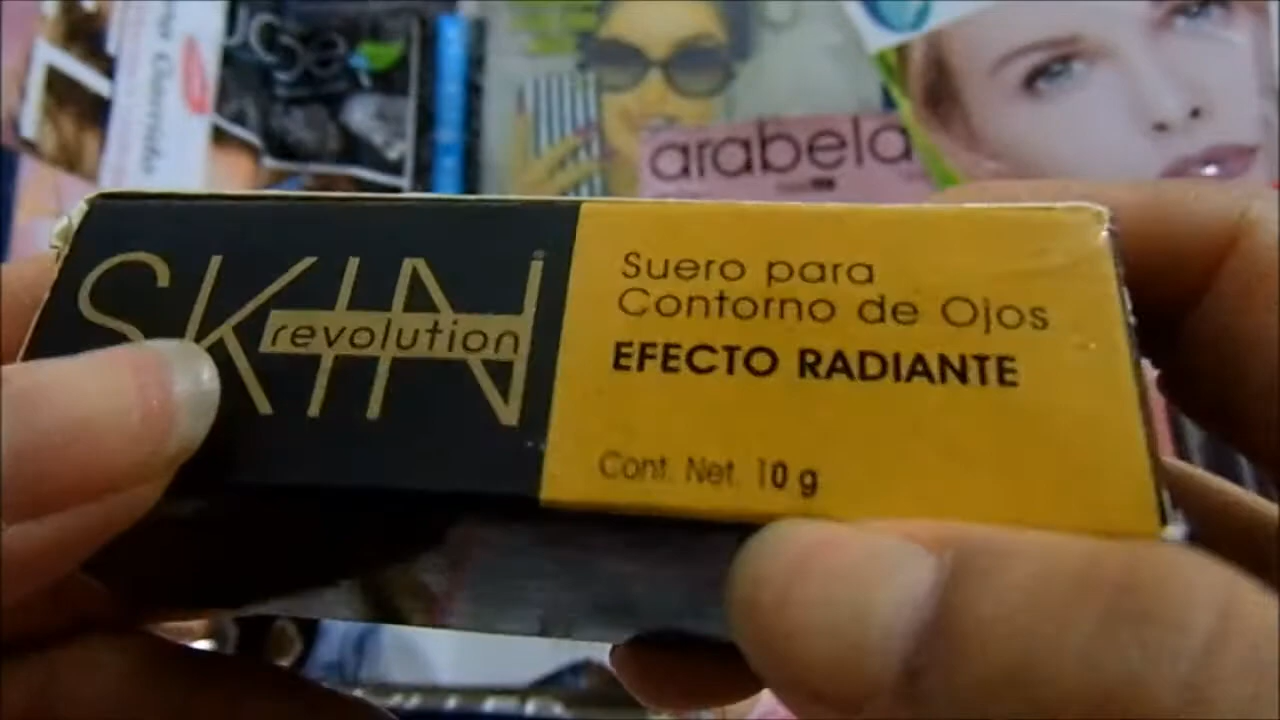 arabela
SKIN
revolution
Suero para
Contorno de Ojos
EFECTO RADIANTE
Cont. Net. 10 g